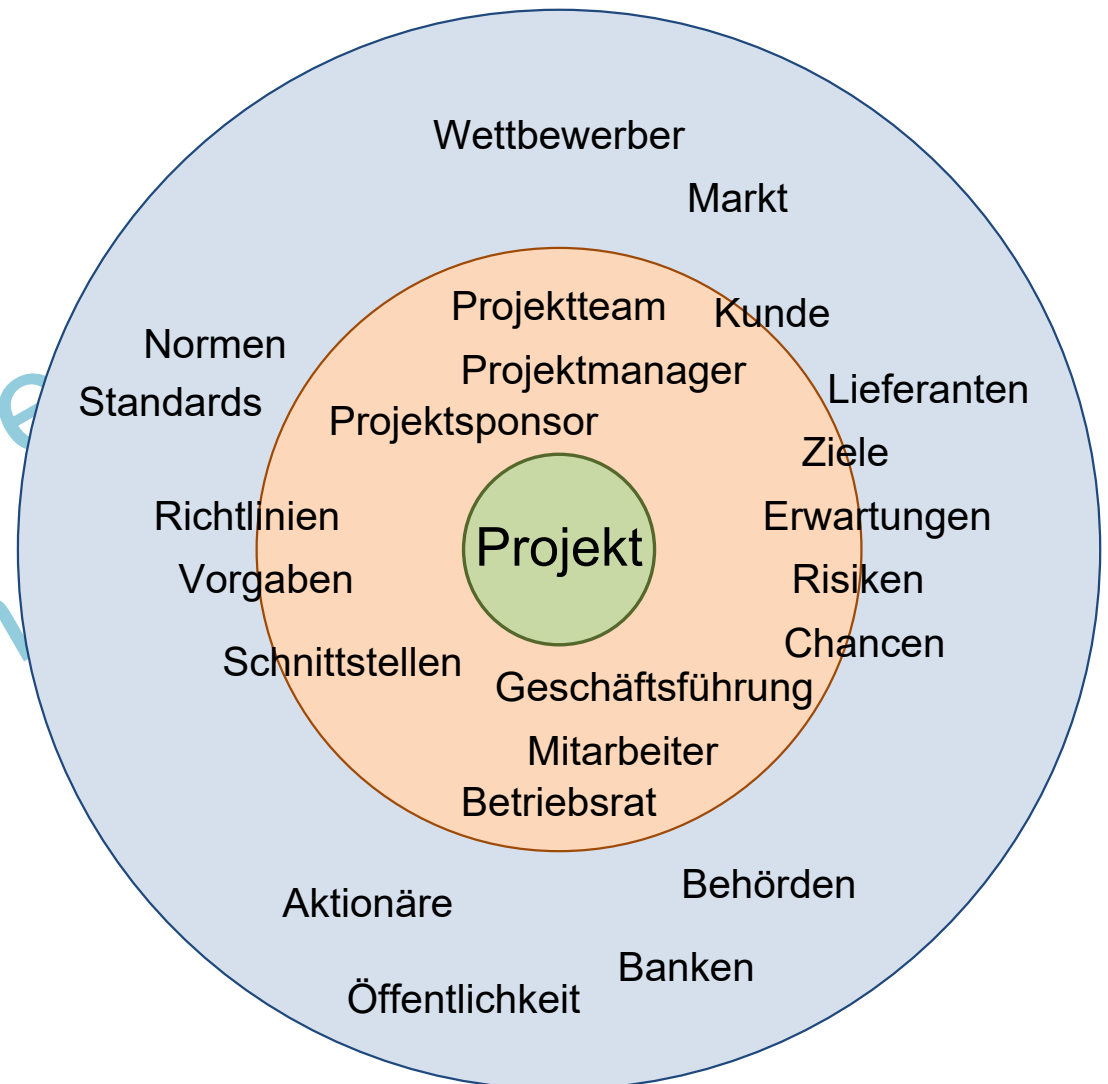 Wettbewerber
Markt
Projektteam
Kunde
Normen
Projektmanager
Lieferanten
Standards
Projektsponsor
Ziele
Richtlinien
Erwartungen
Projekt
Vorgaben
Risiken
Chancen
Schnittstellen
Geschäftsführung
Mitarbeiter
Betriebsrat
Behörden
Aktionäre
Banken
Öffentlichkeit